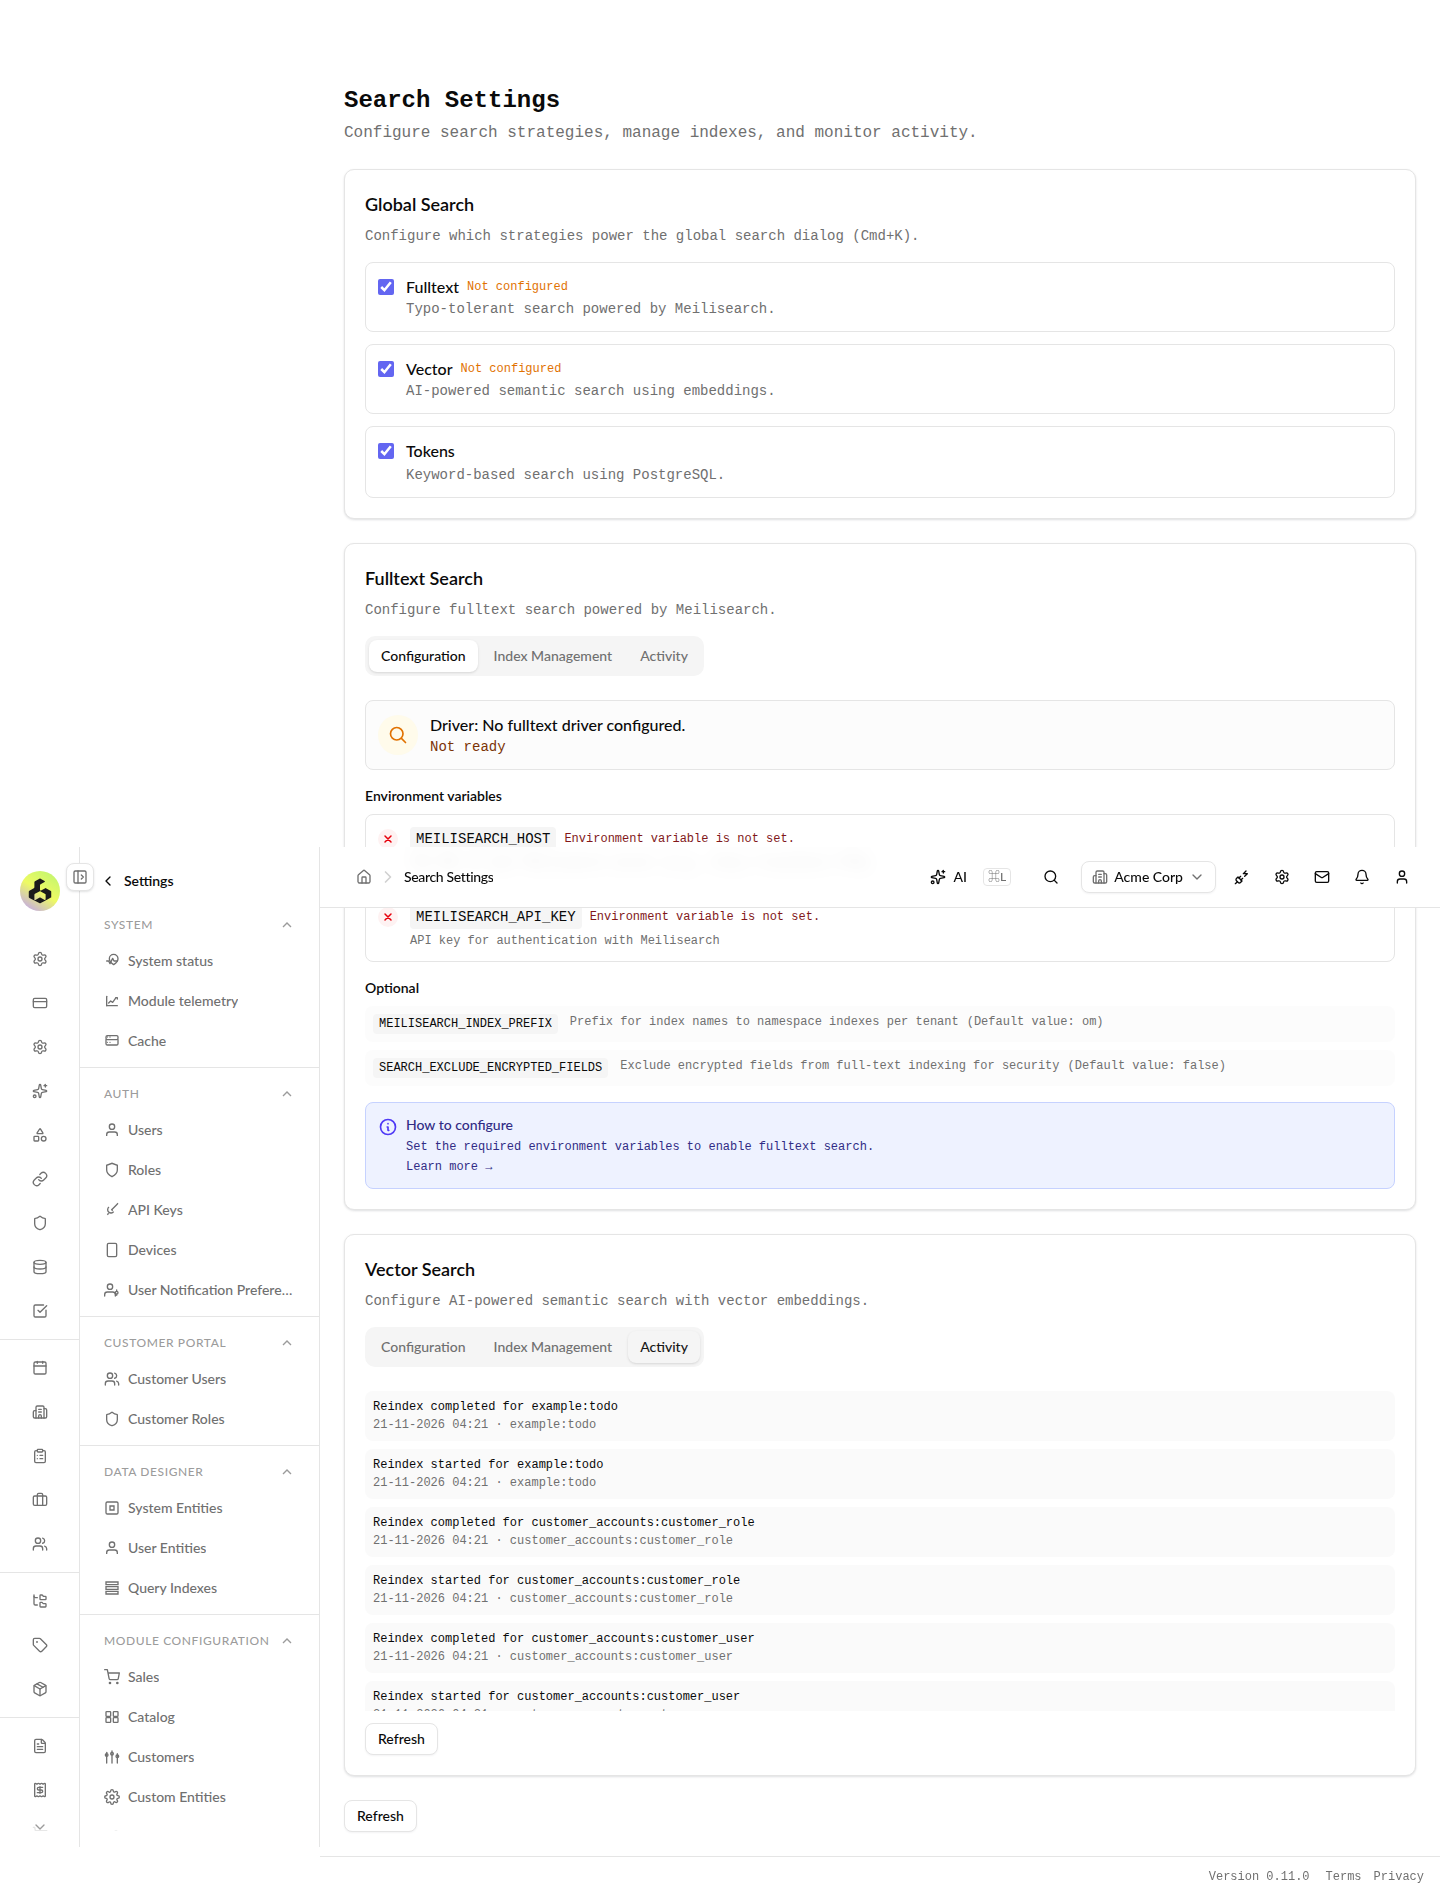 Search Settings
Configure search strategies, manage indexes, and monitor activity.
Global Search
Configure which strategies power the global search dialog (Cmd+K).
Fulltext Not configured
Typo-tolerant search powered by Meilisearch.
Vector Not configured
AI-powered semantic search using embeddings.
Tokens
Keyword-based search using PostgreSQL.
Fulltext Search
Configure fulltext search powered by Meilisearch.
Configuration Index Management Activity
Driver: No fulltext driver configured.
Not ready
Environment variables
MEILISEARCH_HOST Environment variable is not set.
Settings
Search Settings
AI ⌘L
Acme Corp
MEILISEARCH_API_KEY Environment variable is not set.
API key for authentication with Meilisearch
Optional
MEILISEARCH_INDEX_PREFIX Prefix for index names to namespace indexes per tenant (Default value: om)
SEARCH_EXCLUDE_ENCRYPTED_FIELDS Exclude encrypted fields from full-text indexing for security (Default value: false)
How to configure
Set the required environment variables to enable fulltext search.
Learn more →
Vector Search
Configure AI-powered semantic search with vector embeddings.
Configuration Index Management Activity
Reindex completed for example:todo
21-11-2026 04:21 · example:todo
Reindex started for example:todo
21-11-2026 04:21 · example:todo
Reindex completed for customer_accounts:customer_role
21-11-2026 04:21 · customer_accounts:customer_role
Reindex started for customer_accounts:customer_role
21-11-2026 04:21 · customer_accounts:customer_role
Reindex completed for customer_accounts:customer_user
21-11-2026 04:21 · customer_accounts:customer_user
Reindex started for customer_accounts:customer_user
Refresh
Refresh
SYSTEM
System status
Module telemetry
Cache
AUTH
Users
Roles
API Keys
Devices
User Notification Prefere...
CUSTOMER PORTAL
Customer Users
Customer Roles
DATA DESIGNER
System Entities
User Entities
Query Indexes
MODULE CONFIGURATION
Sales
Catalog
Customers
Custom Entities
Version 0.11.0 Terms Privacy